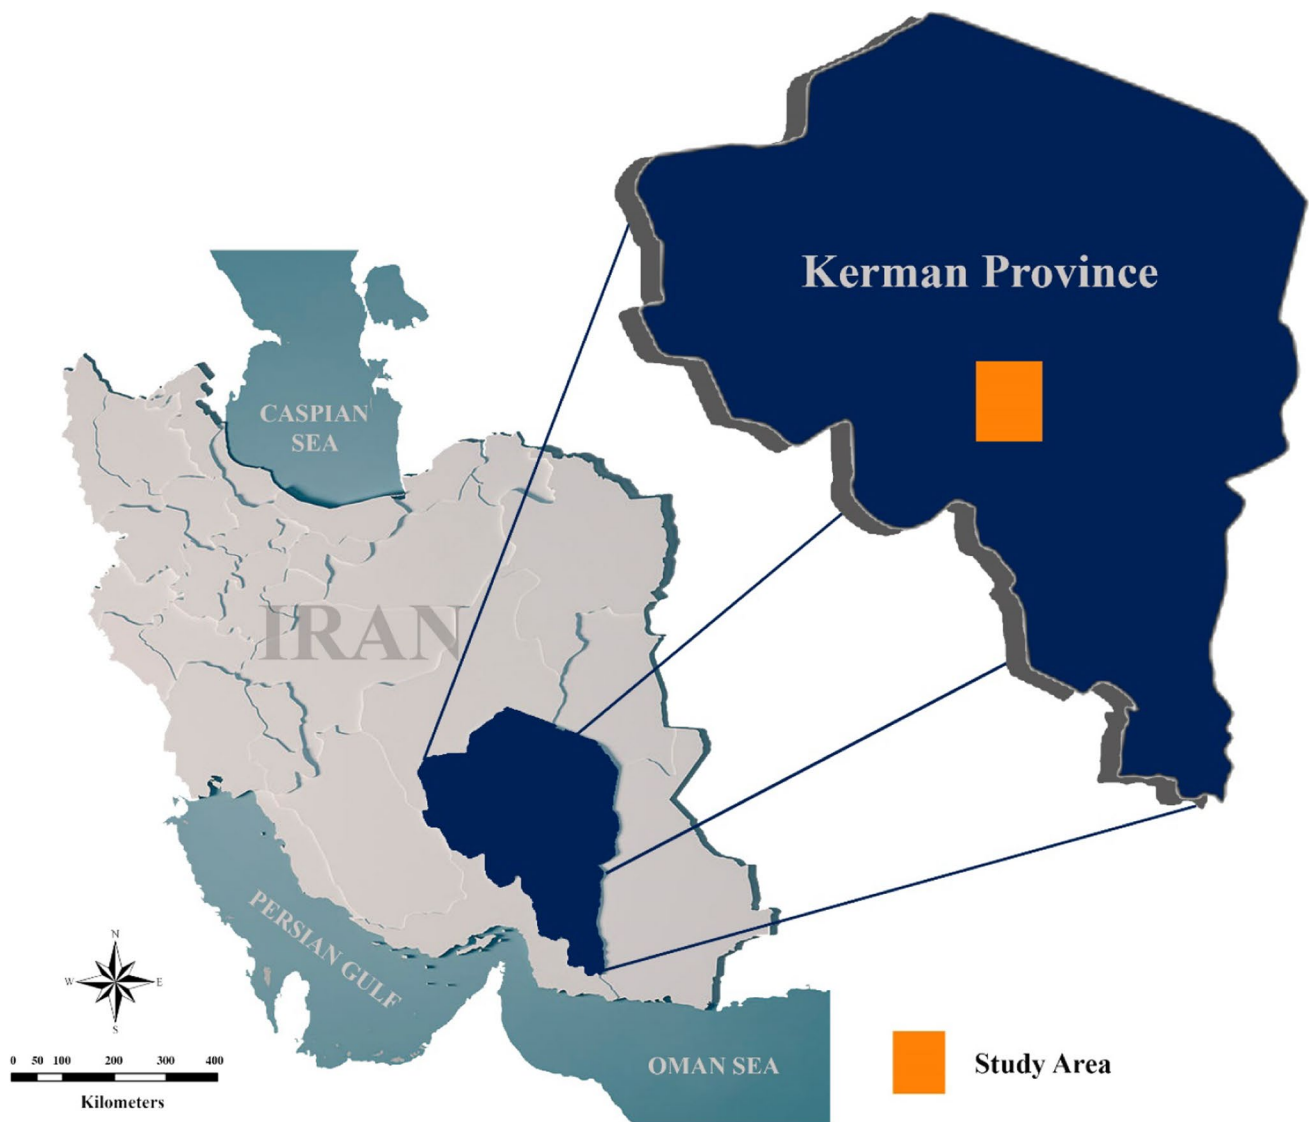 Kerman Province
CASPIAN
SEA
IRAN
PERSIAN GULF
N
W
E
S
OMAN SEA
0 50 100 200 300 400
Kilometers
Study Area